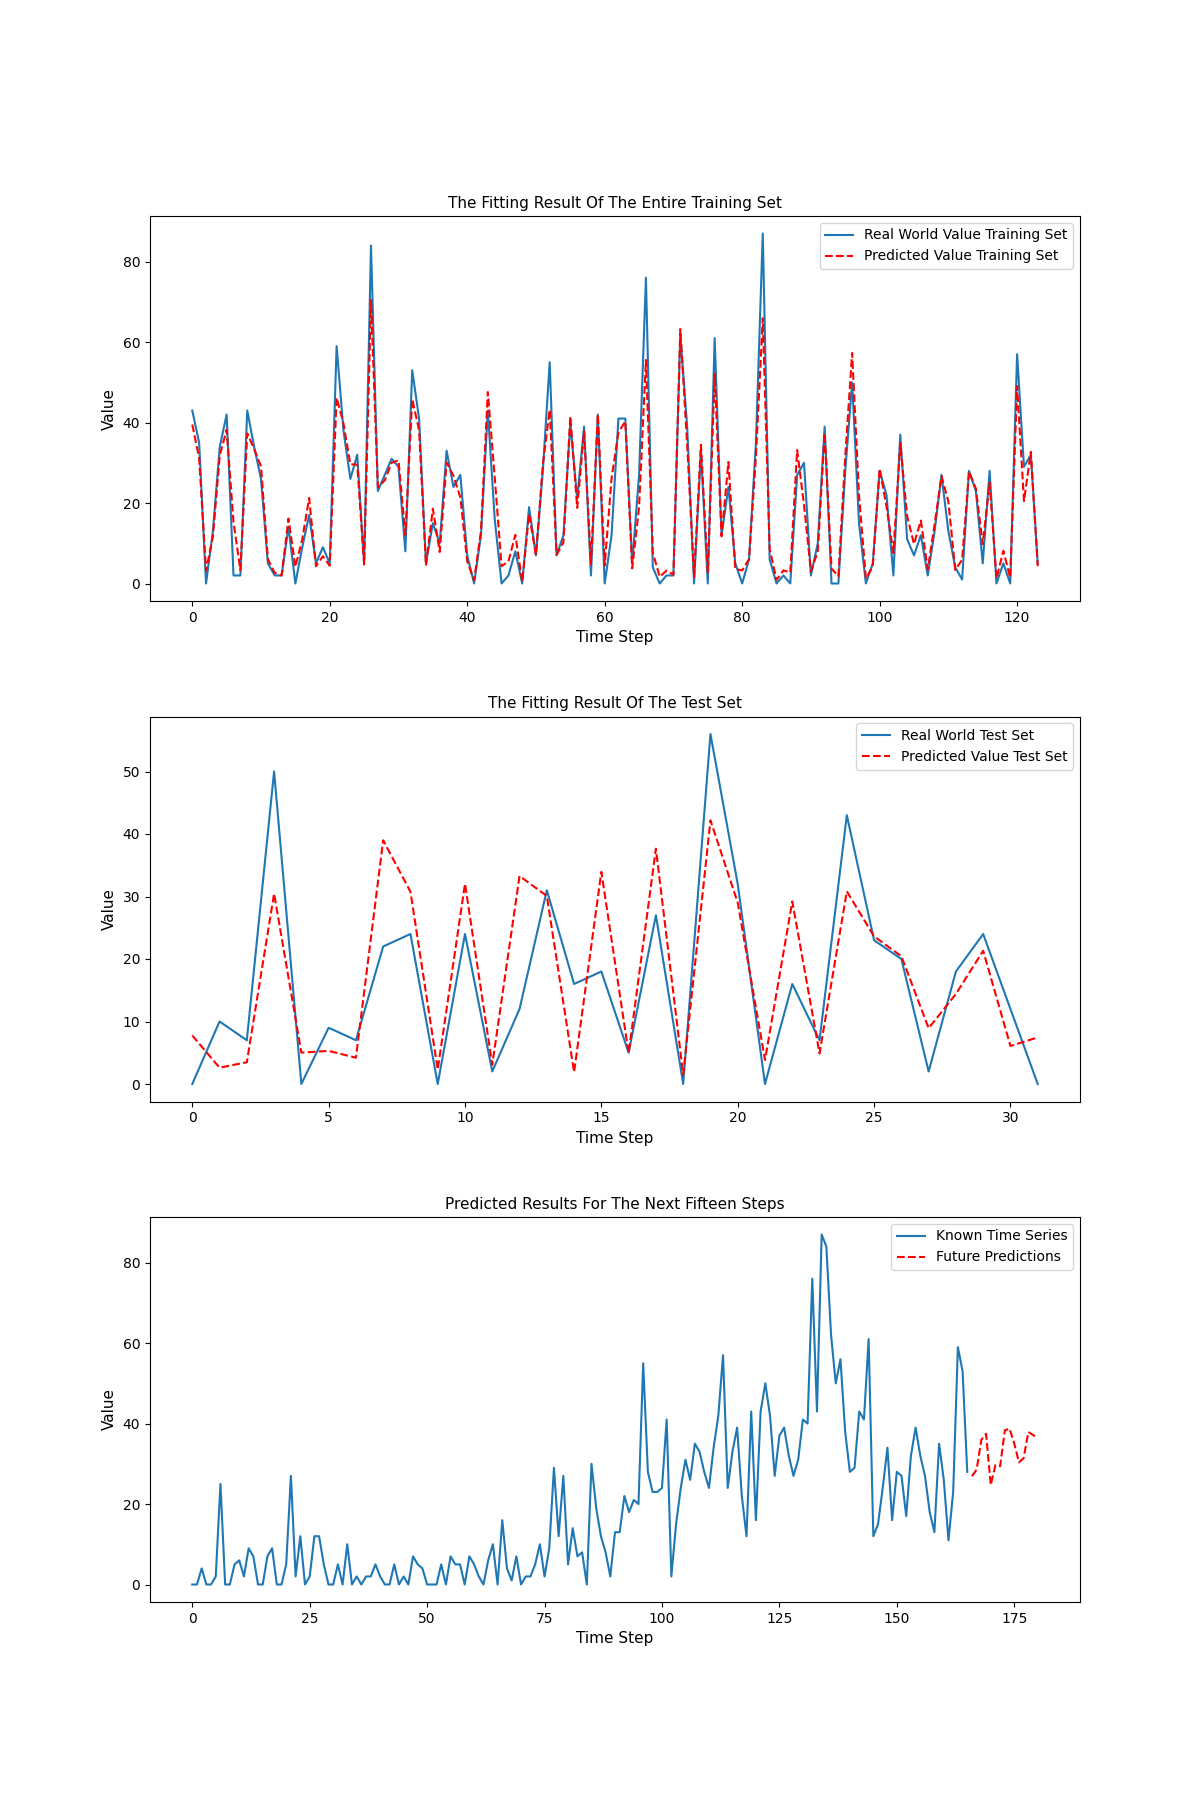 The Fitting Result Of The Entire Training Set
Real World Value Training Set
Predicted Value Training Set
80
60
40
20
0
Value
0 20 40 60 80 100 120
Time Step
The Fitting Result Of The Test Set
Real World Test Set
Predicted Value Test Set
50
40
30
20
10
0
Value
0 5 10 15 20 25 30
Time Step
Predicted Results For The Next Fifteen Steps
Known Time Series
Future Predictions
80
60
40
20
0
Value
0 25 50 75 100 125 150 175
Time Step